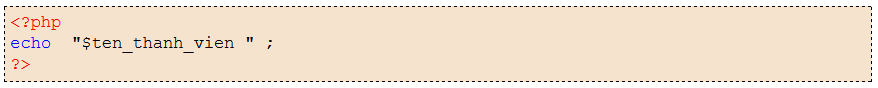 <?php
echo  "$ten_thanh_vien " ;
?>